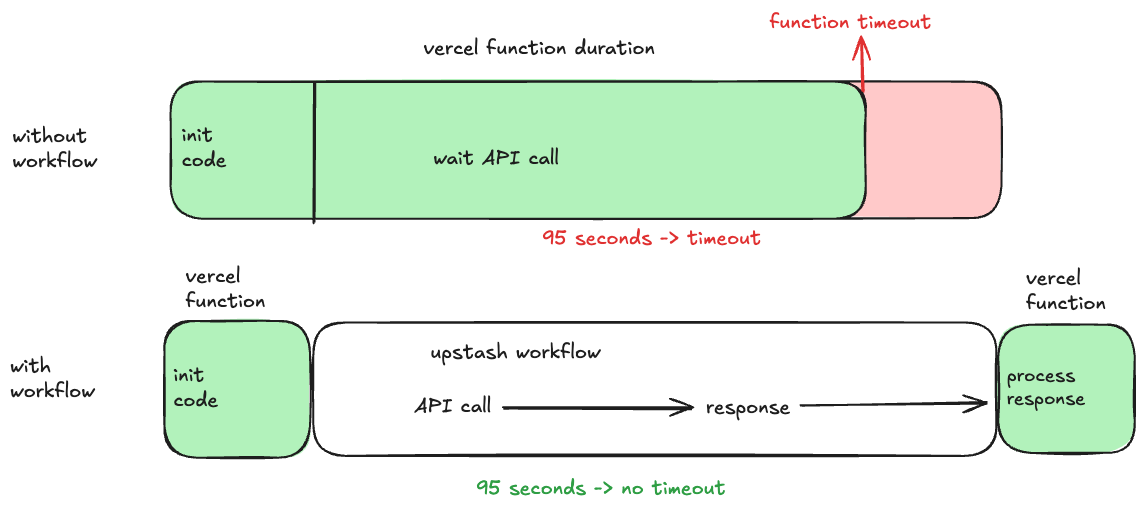 function timeout
vercel function duration
without
workflow
init
code
wait API call
95 seconds -> timeout
vercel
function
vercel
function
with
workflow
init
code
upstash workflow
API call
response
process
response
95 seconds -> no timeout